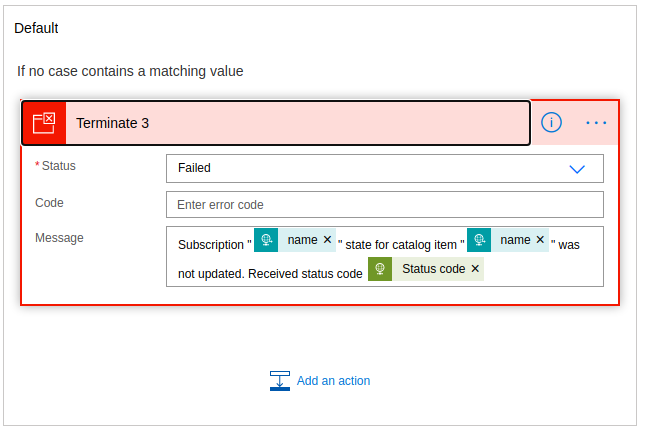 Default
If no case contains a matching value
Terminate 3
* Status
Failed
Code
Enter error code
Message
Subscription " name × " state for catalog item " name × " was
not updated. Received status code Status code ×
Add an action